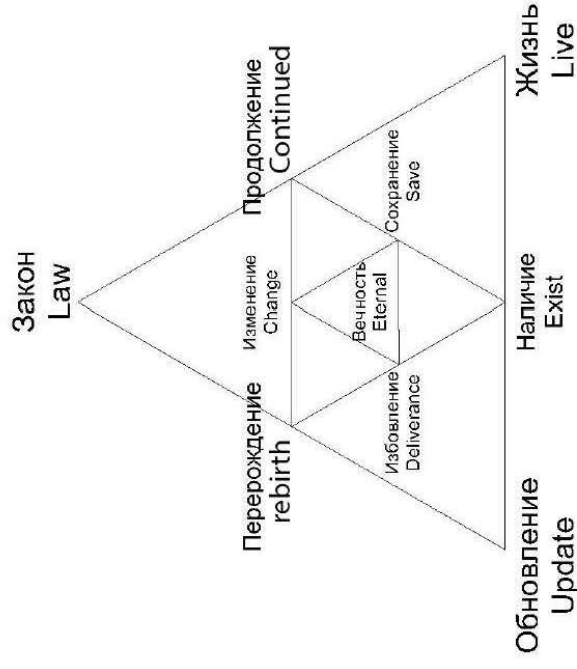 Закон
Law
Перерождение
rebirth
Продолжение
Continued
Изменение
Change
Вечность
Eternal
Избовление
Deliverance
Сохранение
Save
Обновление
Update
Наличие
Exist
Жизнь
Live